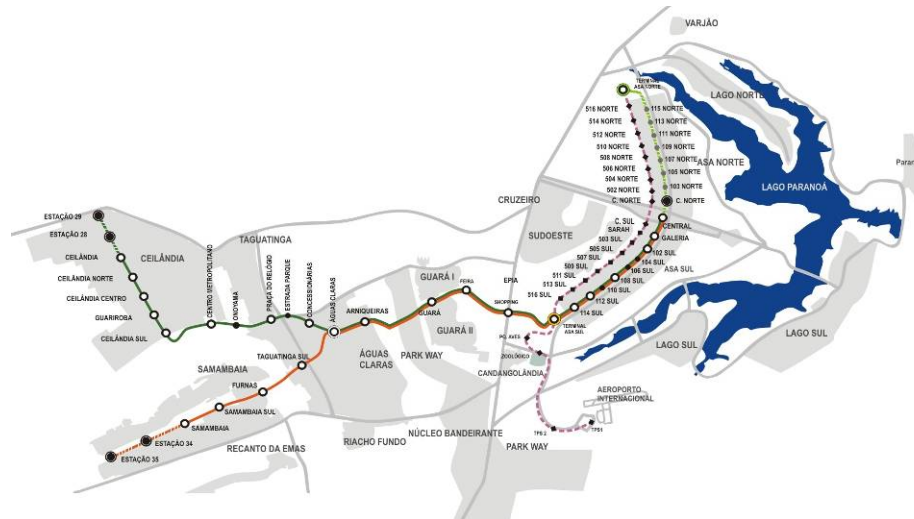 VARJÃO
TERMINAL
ASA NORTE
LAGO NORTE
516 NORTE
514 NORTE
512 NORTE
510 NORTE
508 NORTE
506 NORTE
504 NORTE
502 NORTE
C. NORTE
115 NORTE
113 NORTE
111 NORTE
109 NORTE
107 NORTE
105 NORTE
103 NORTE
C. NORTE
ASA NORTE
LAGO PARANOÁ
Paran
CRUZEIRO
SUDOESTE
C. SUL
SARAH
503 SUL
505 SUL
507 SUL
509 SUL
511 SUL
513 SUL
516 SUL
CENTRAL
GALERIA
102 SUL
104 SUL
106 SUL
108 SUL
110 SUL
112 SUL
114 SUL
ASA SUL
TERMINAL
ASA SUL
LAGO SUL
LAGO SUL
ESTAÇÃO 29
ESTAÇÃO 28
CEILÂNDIA
CEILÂNDIA
CEILÂNDIA NORTE
CEILÂNDIA CENTRO
GUARIROBA
CEILÂNDIA SUL
CENTRO METROPOLITANO
ONOYAMA
TAGUATINGA
PRAÇA DO RELÓGIO
ESTRADA PARQUE
CONCESSIONÁRIAS
ÁGUAS CLARAS
ARNIQUEIRAS
GUARÁ I
GUARÁ
FEIRA
EPIA
SHOPPING
GUARÁ II
PARK WAY
ÁGUAS
CLARAS
SAMAMBAIA
TAGUATINGA SUL
FURNAS
SAMAMBAIA SUL
SAMAMBAIA
ESTAÇÃO 34
ESTAÇÃO 35
RECANTO DA EMAS
RIACHO FUNDO
NÚCLEO BANDEIRANTE
PARK WAY
PQ. AVES
ZOOLÓGICO
CANDANGOLÂNDIA
AEROPORTO
INTERNACIONAL
TPS 2
TPS1